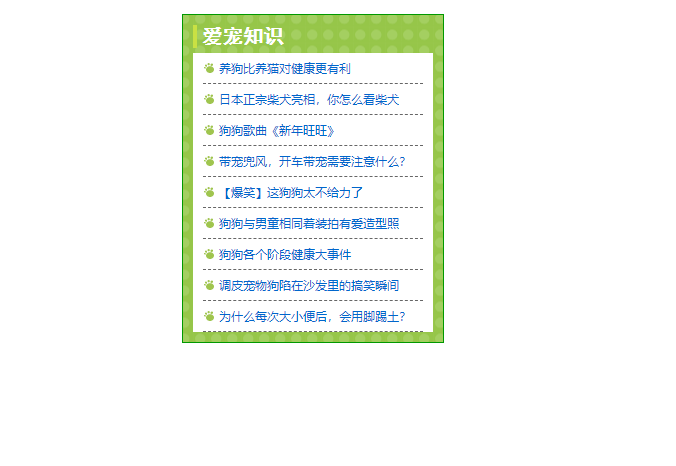 爱宠知识
养狗比养猫对健康更有利
日本正宗柴犬亮相，你怎么看柴犬
狗狗歌曲《新年旺旺》
带宠兜风，开车带宠需要注意什么？
【爆笑】这狗狗太不给力了
狗狗与男童相同着装拍有爱造型照
狗狗各个阶段健康大事件
调皮宠物狗陷在沙发里的搞笑瞬间
为什么每次大小便后，会用脚踢土？